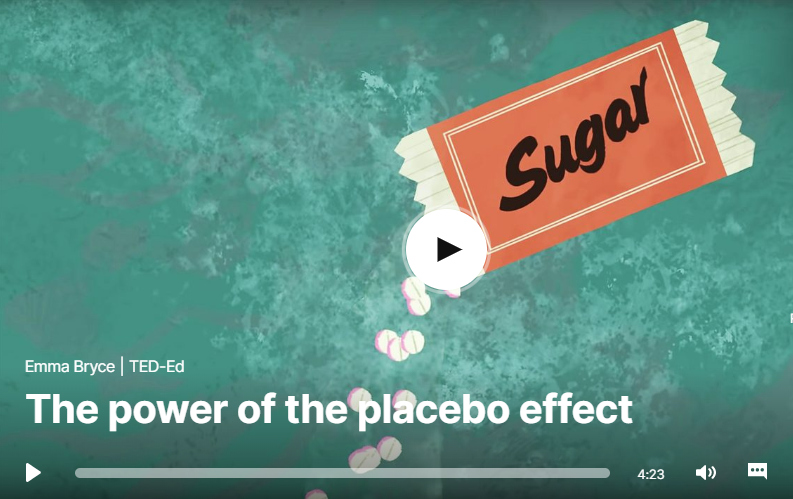 Sugar
Emma Bryce | TED-Ed
The power of the placebo effect
4:23